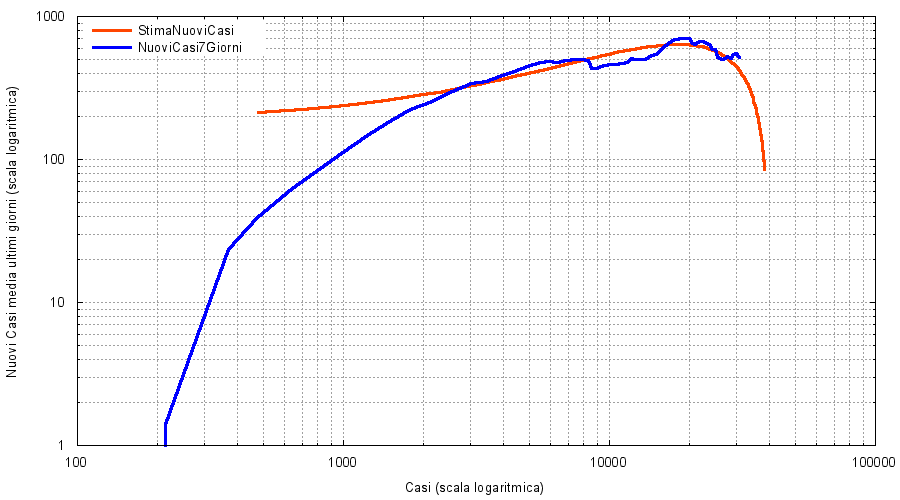 1000
100
10
1
StimaNuoviCasi
NuoviCasi7Giorni
Nuovi Casi media ultimi giorni (scala logaritmica)
100 1000 10000 100000
Casi (scala logaritmica)